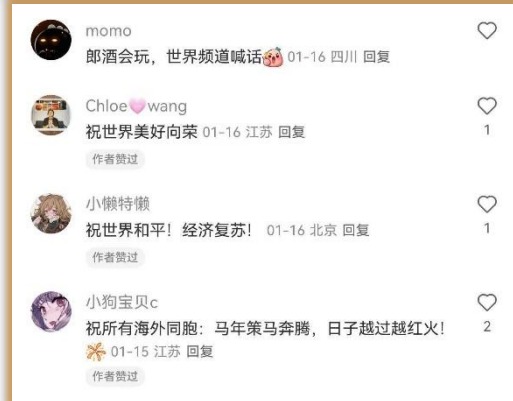 momo
郎酒会玩，世界频道喊话 01-16 四川 回复
Chloe wang
祝世界美好向荣 01-16 江苏 回复
1
作者赞过
小懒特懒
祝世界和平！经济复苏！ 01-16 北京 回复
1
作者赞过
小狗宝贝c
祝所有海外同胞：马年策马奔腾，日子越过越红火！
2
01-15 江苏 回复
作者赞过